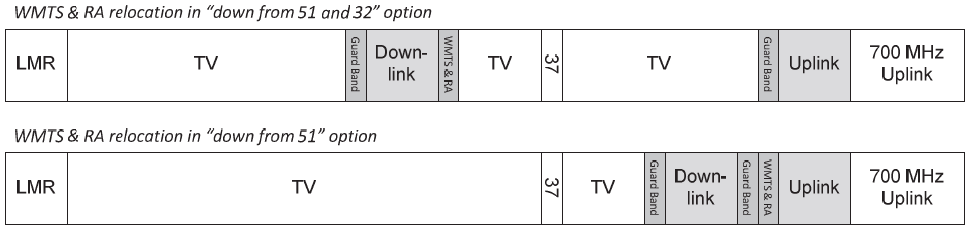 WMTS & RA relocation in “down from 51 and 32” option
LMR
TV
Guard Band
Down-
link
WMTS & RA
TV
37
TV
Guard Band
Uplink
700 MHz
Uplink
WMTS & RA relocation in “down from 51” option
LMR
TV
37
TV
Guard Band
Down-
link
Guard Band
WMTS & RA
Uplink
700 MHz
Uplink